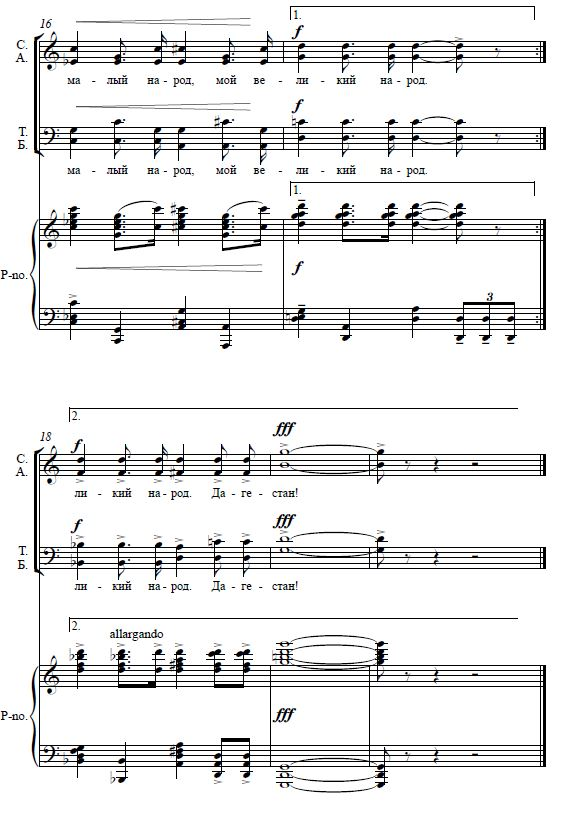 16
1.
f
С.
А.
ма - лый на - род, мой ве - ли - кий на - род.
f
Т.
Б.
ма - лый на - род, мой ве - ли - кий на - род.
1.
P-no.
f
3
2.
18
f
fff
С.
А.
ли - кий на - род. Да - ге - стан!
f
fff
Т.
Б.
ли - кий на - род. Да - ге - стан!
2.
allargando
P-no.
fff